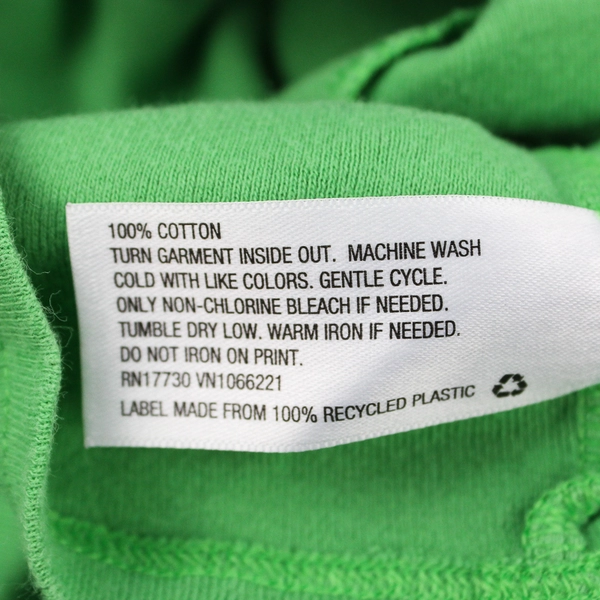 100% COTTON
TURN GARMENT INSIDE OUT. MACHINE WASH
COLD WITH LIKE COLORS. GENTLE CYCLE.
ONLY NON-CHLORINE BLEACH IF NEEDED.
TUMBLE DRY LOW. WARM IRON IF NEEDED.
DO NOT IRON ON PRINT.
RN17730 VN1066221
LABEL MADE FROM 100% RECYCLED PLASTIC